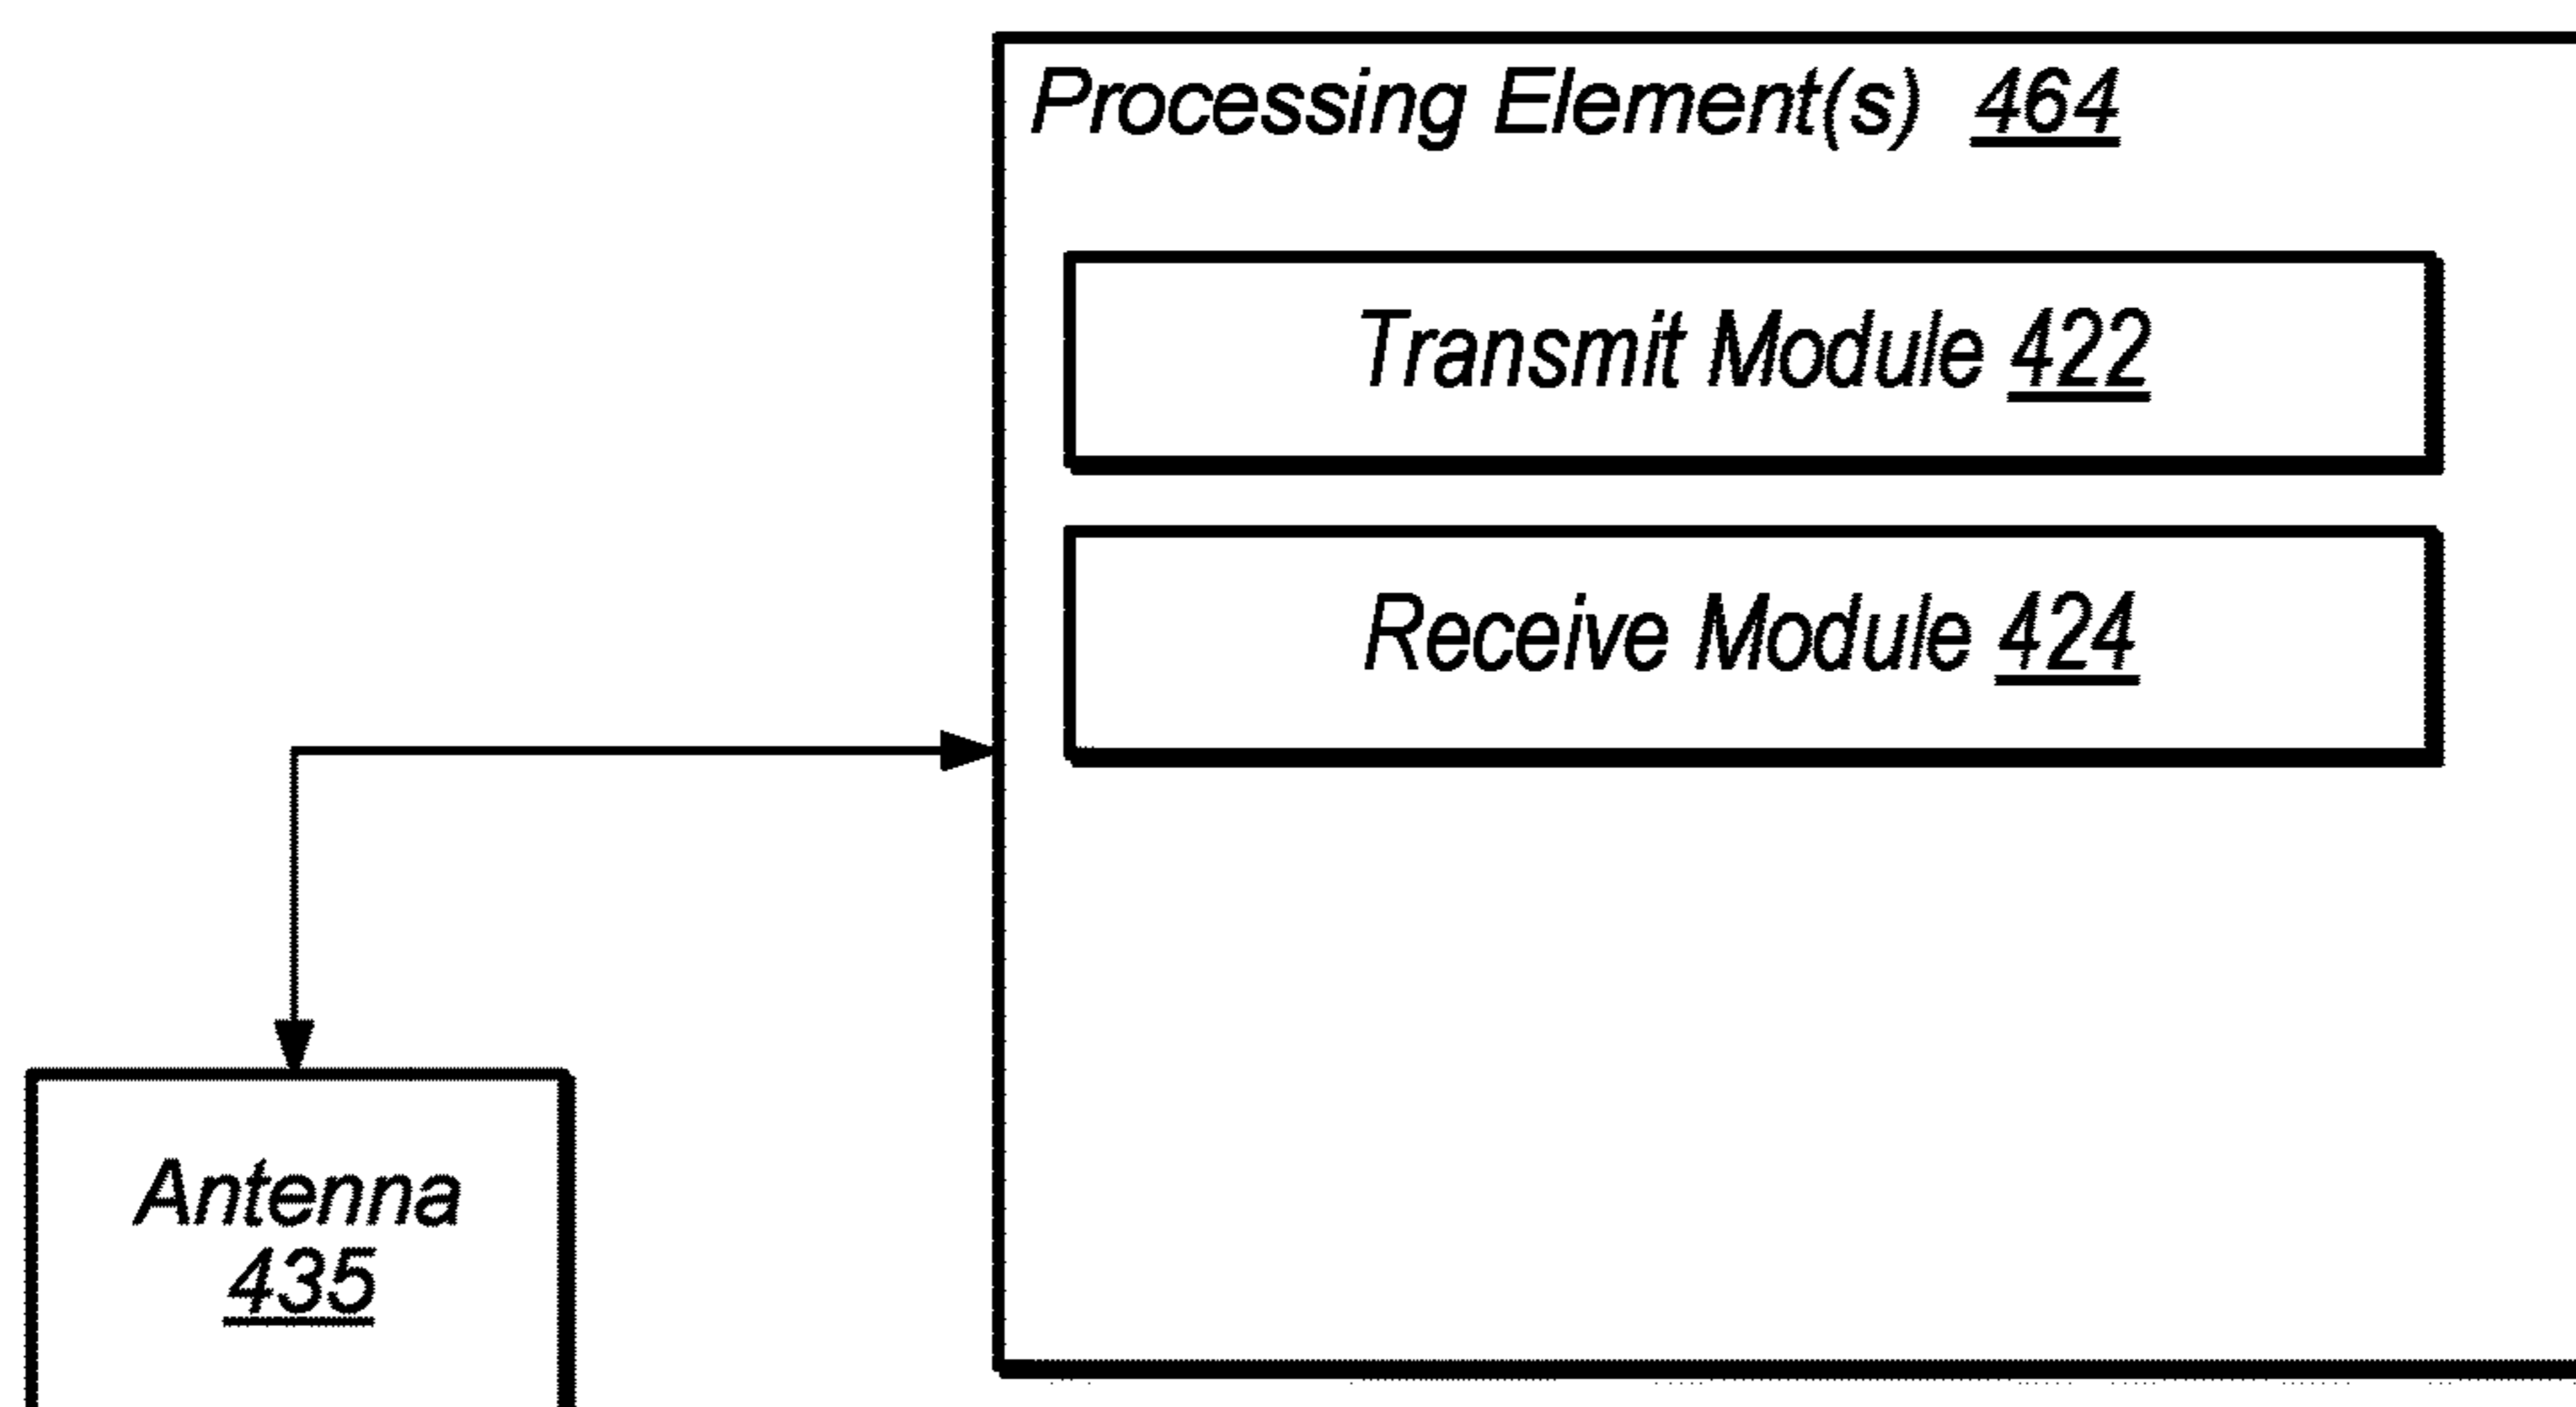 Processing Element(s) 464
Transmit Module 422
Receive Module 424
Antenna
435